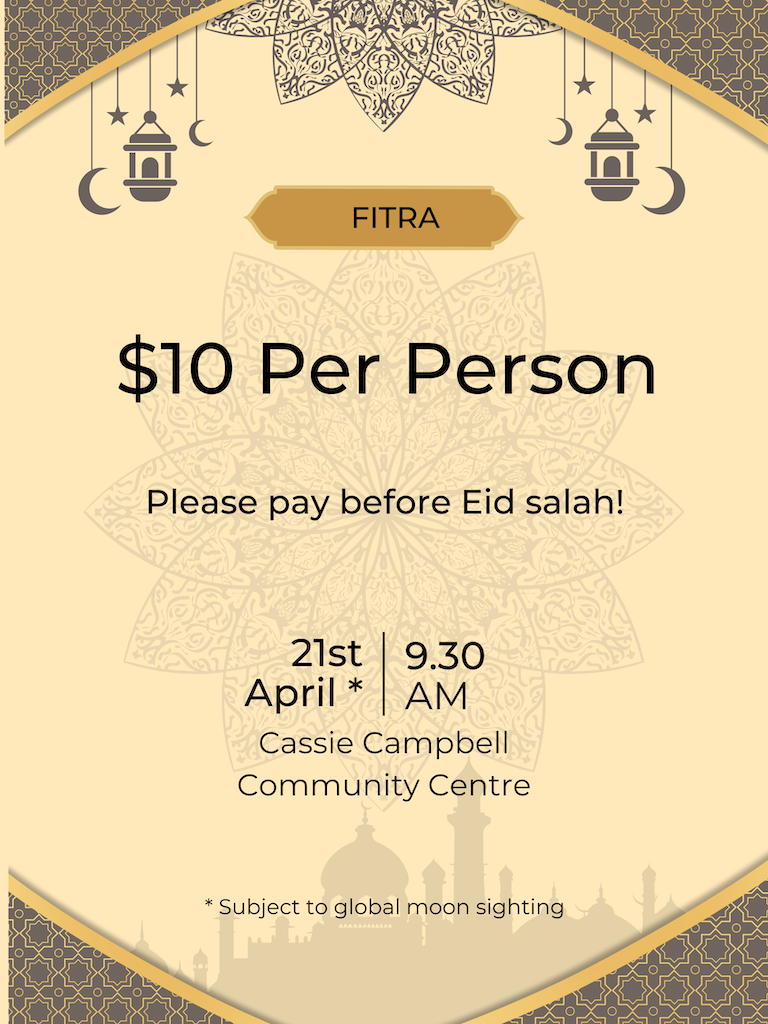 FITRA
$10 Per Person
Please pay before Eid salah!
21st
April *
9.30
AM
Cassie Campbell
Community Centre
* Subject to global moon sighting